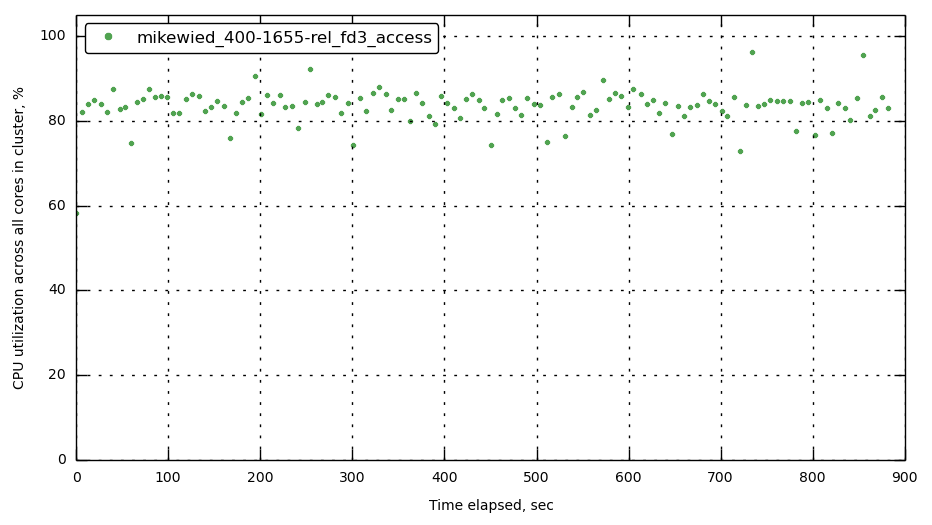 mikewied_400-1655-rel_fd3_access
CPU utilization across all cores in cluster, %
100
80
60
40
20
0
0 100 200 300 400 500 600 700 800 900
Time elapsed, sec